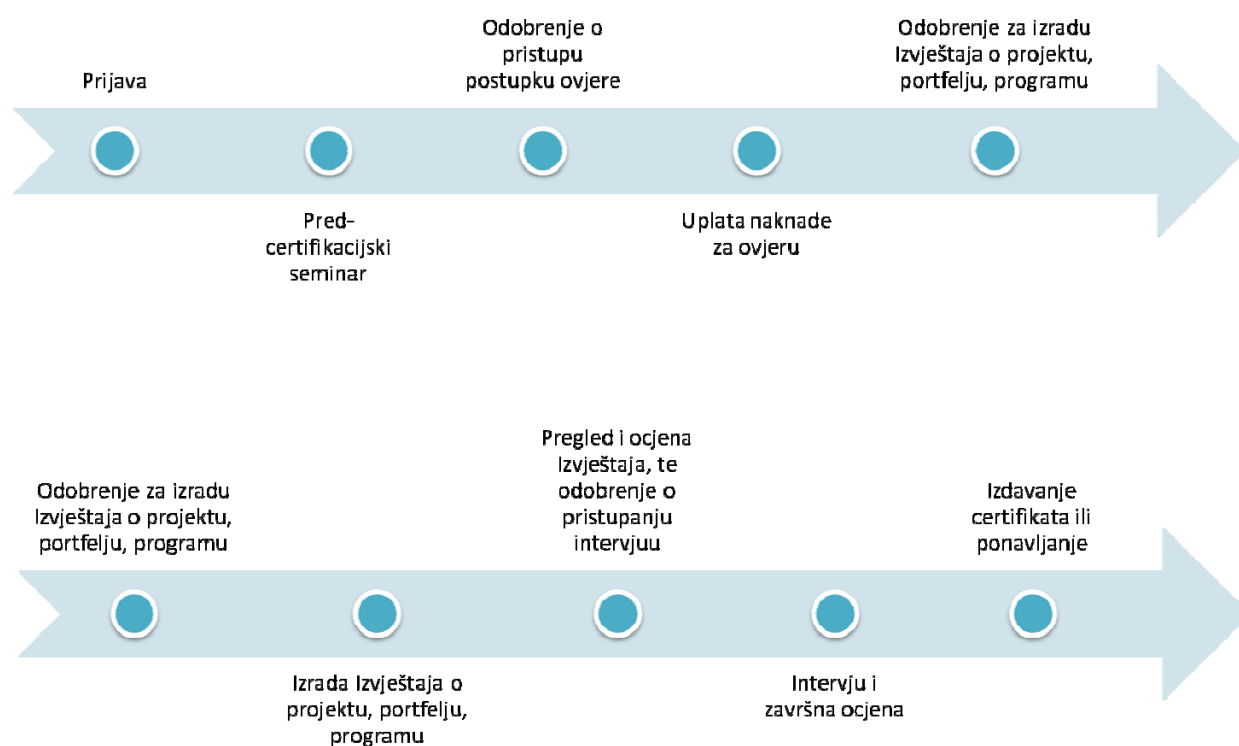 Prijava
Pred-
certifikacijski
seminar
Odobrenje o
pristupu
postupku ovjere
Uplata naknade
za ovjeru
Odobrenje za izradu
Izvještaja o projektu,
portfelju, programu
Odobrenje za izradu
Izvještaja o projektu,
portfelju, programu
Izrada Izvještaja o
projektu, portfelju,
programu
Pregled i ocjena
Izvještaja, te
odobrenje o
pristupanju
intervjuu
Intervju i
završna ocjena
Izdavanje
certifikata ili
ponavljanje